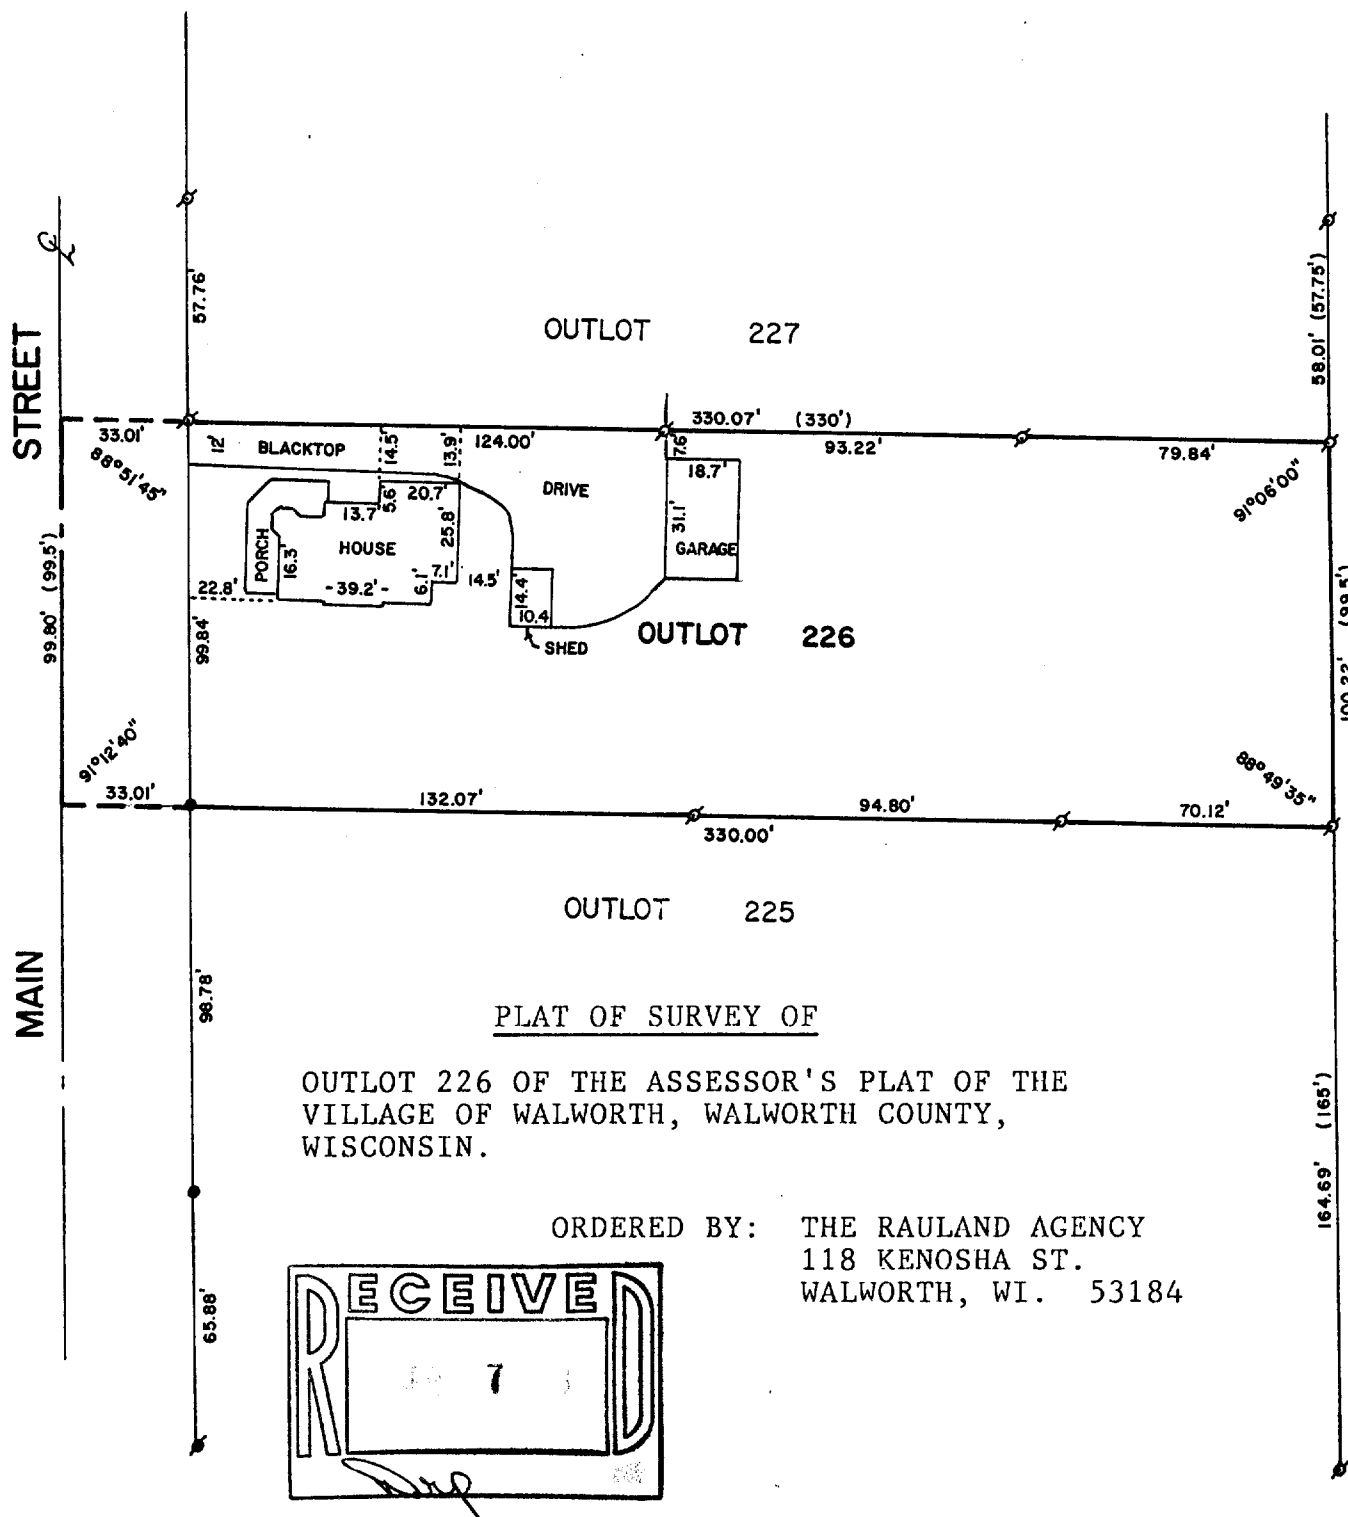 57.76'
58.01' (57.75')
STREET
OUTLOT 227
33.01'
330.07' (330')
12'
BLACKTOP
14.5'
13.9'
124.00'
7.6'
93.22'
79.84'
88°51'45"
91°06'00"
18.7'
5.6'
20.7'
DRIVE
13.7'
25.8'
31.1'
PORCH
16.3'
HOUSE
GARAGE
22.8'
-39.2'-
6.1'
7.1'
14.5'
14.4'
10.4
SHED
99.80' (99.5')
99.84'
100.22' (99.5')
OUTLOT 226
91°12'40"
88°49'35"
33.01'
132.07'
94.80'
70.12'
330.00'
OUTLOT 225
MAIN
98.78'
PLAT OF SURVEY OF
OUTLOT 226 OF THE ASSESSOR'S PLAT OF THE
VILLAGE OF WALWORTH, WALWORTH COUNTY,
WISCONSIN.
164.69' (165')
ORDERED BY: THE RAULAND AGENCY
118 KENOSHA ST.
WALWORTH, WI. 53184
65.88'
RECEIVED
7